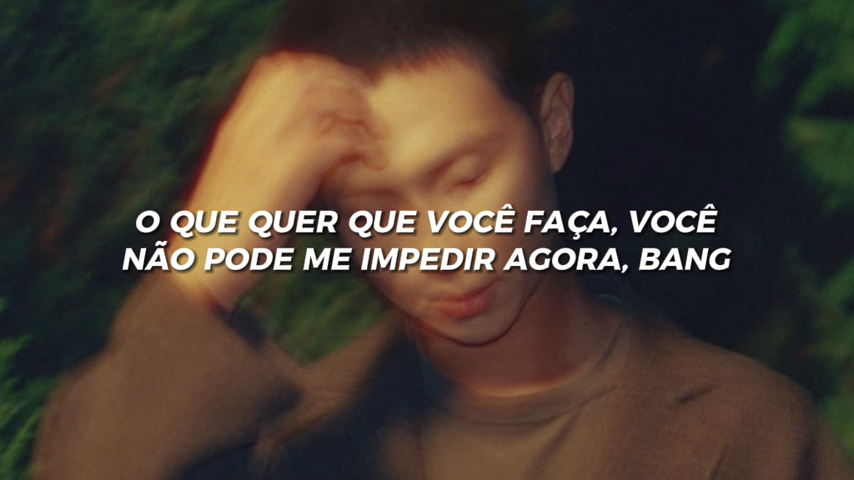 O QUE QUER QUE VOCÊ FAÇA, VOCÊ
NÃO PODE ME IMPEDIR AGORA, BANG